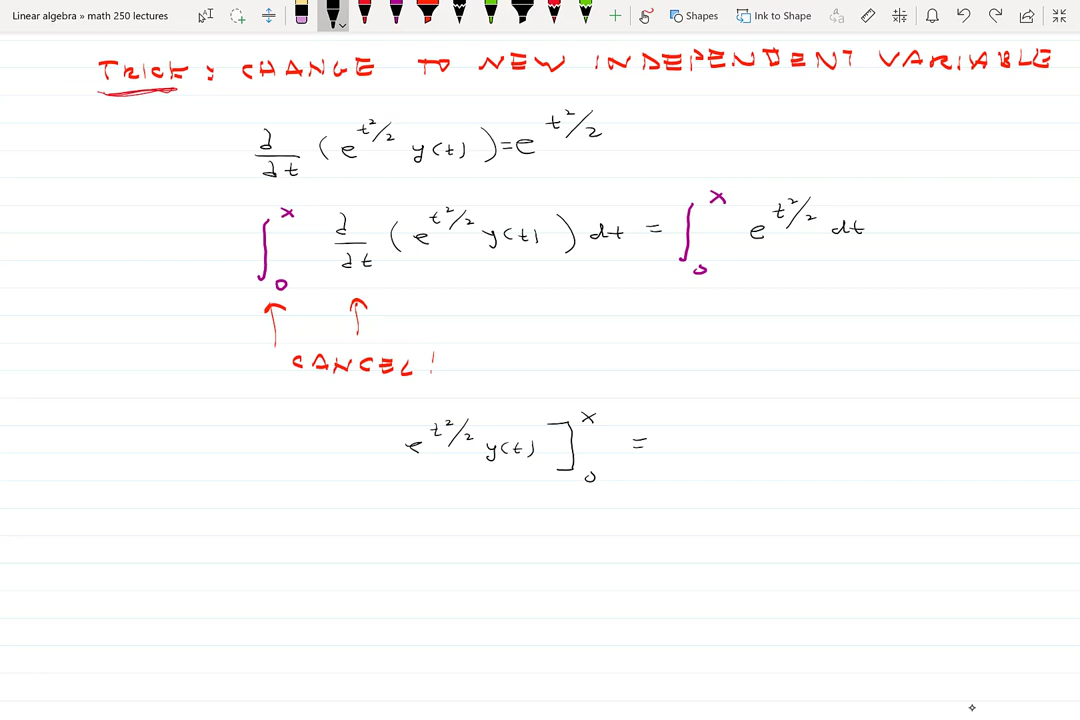 Linear algebra » math 250 lectures Shapes Ink to Shape
TRICK: CHANGE TO NEW INDEPENDENT VARIABLE
d/dt (e^{t²/2} y(t)) = e^{t²/2}
∫_0^x d/dt (e^{t²/2} y(t)) dt = ∫_0^x e^{t²/2} dt
CANCEL!
e^{t²/2} y(t) ]_0^x =